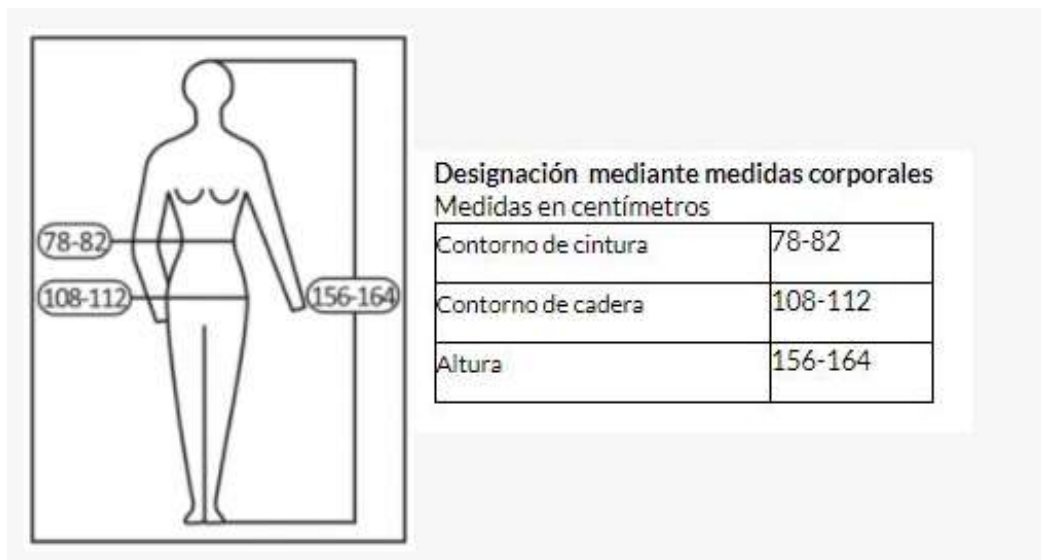 78-82
108-112
156-164
Designación mediante medidas corporales
Medidas en centímetros
Contorno de cintura 78-82
Contorno de cadera 108-112
Altura 156-164